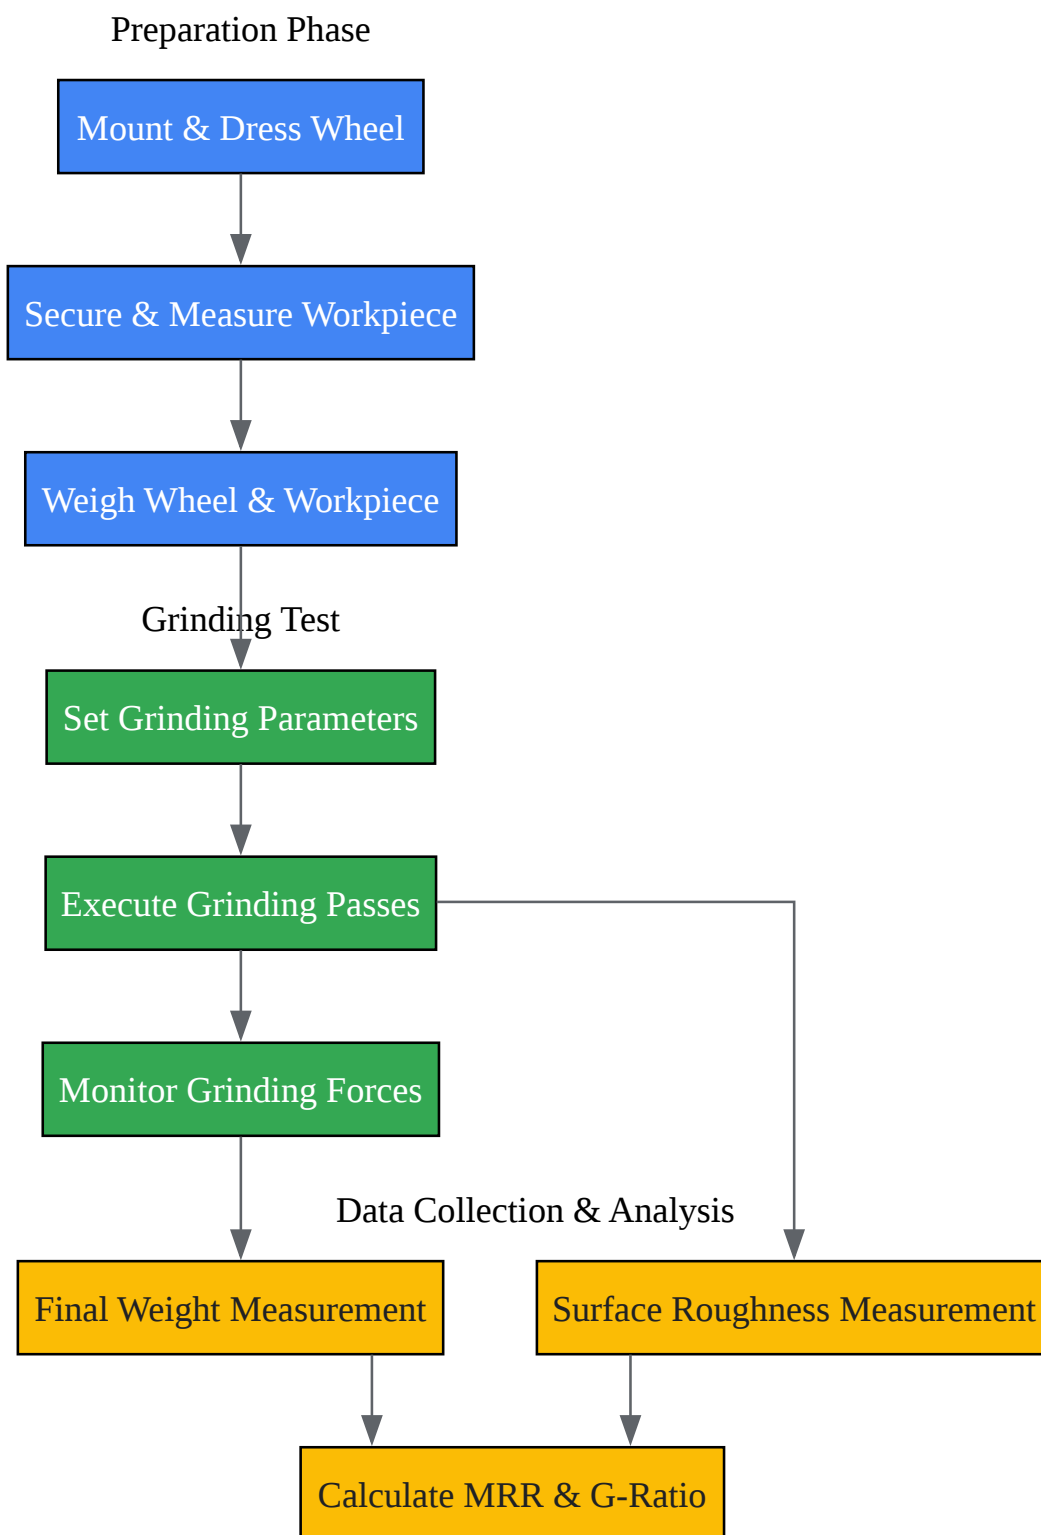 Preparation Phase
Mount & Dress Wheel
Secure & Measure Workpiece
Weigh Wheel & Workpiece
Grinding Test
Set Grinding Parameters
Execute Grinding Passes
Monitor Grinding Forces
Data Collection & Analysis
Final Weight Measurement
Surface Roughness Measurement
Calculate MRR & G-Ratio